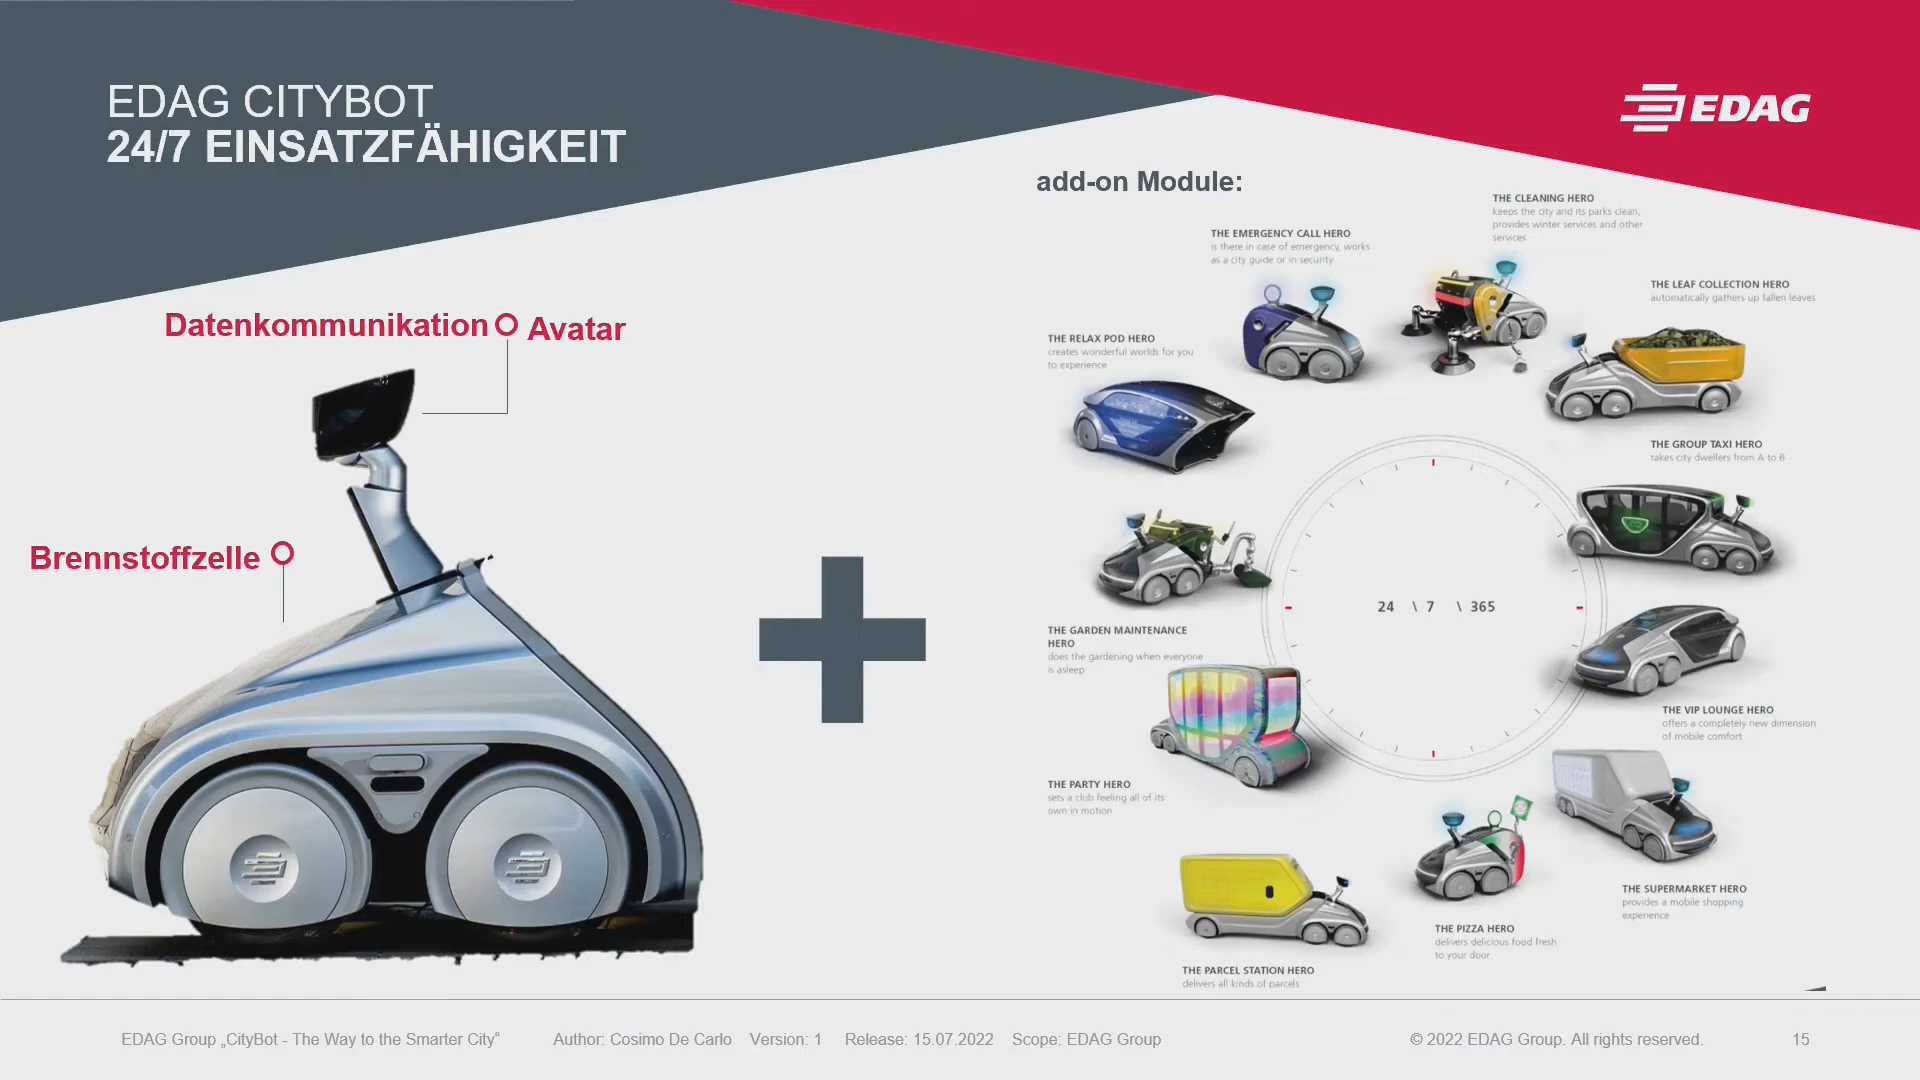 EDAG CITYBOT
24/7 EINSATZFÄHIGKEIT
EDAG
Datenkommunikation
Avatar
Brennstoffzelle
add-on Module:
THE CLEANING HERO
keeps the city and its parks clean,
provides winter services and other
services
THE EMERGENCY CALL HERO
is there in case of emergency, works
as a city guide or in security
THE LEAF COLLECTION HERO
automatically gathers up fallen leaves
THE RELAX POD HERO
creates wonderful worlds for you
to experience
THE GROUP TAXI HERO
takes city dwellers from A to B
24 \ 7 \ 365
THE GARDEN MAINTENANCE
HERO
does the gardening when everyone
is asleep
THE VIP LOUNGE HERO
offers a completely new dimension
of mobile comfort
THE PARTY HERO
sets a club feeling all of its
own in motion
THE SUPERMARKET HERO
provides a mobile shopping
experience
THE PIZZA HERO
delivers delicious food fresh
to your door
THE PARCEL STATION HERO
delivers all kinds of parcels
EDAG Group „CityBot - The Way to the Smarter City“ Author: Cosimo De Carlo Version: 1 Release: 15.07.2022 Scope: EDAG Group © 2022 EDAG Group. All rights reserved. 15